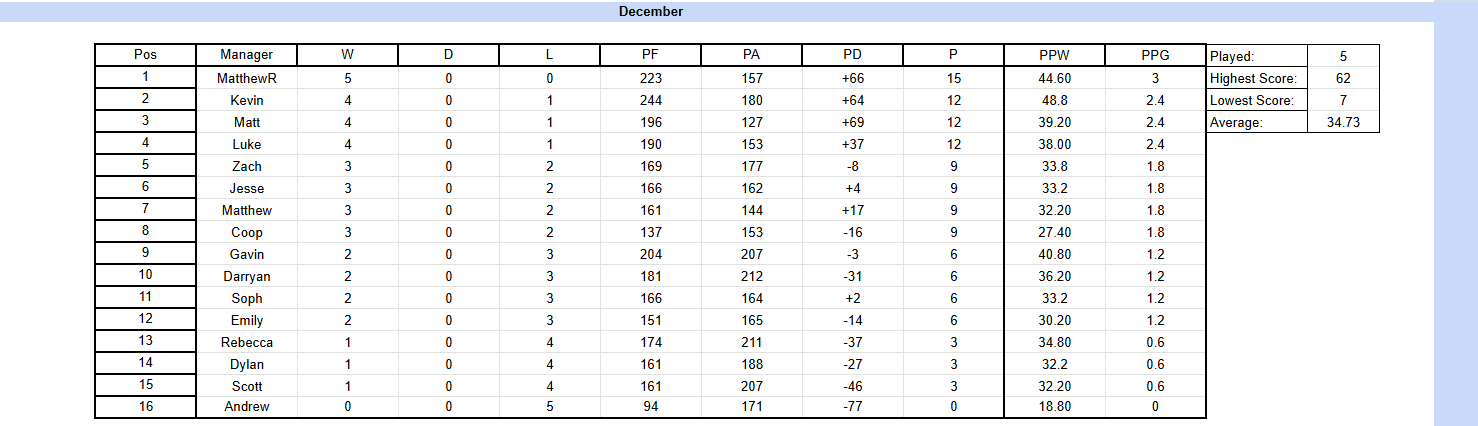 December
Pos Manager W D L PF PA PD P PPW PPG Played: 5
1 MatthewR 5 0 0 223 157 +66 15 44.60 3 Highest Score: 62
2 Kevin 4 0 1 244 180 +64 12 48.8 2.4 Lowest Score: 7
3 Matt 4 0 1 196 127 +69 12 39.20 2.4 Average: 34.73
4 Luke 4 0 1 190 153 +37 12 38.00 2.4
5 Zach 3 0 2 169 177 -8 9 33.8 1.8
6 Jesse 3 0 2 166 162 +4 9 33.2 1.8
7 Matthew 3 0 2 161 144 +17 9 32.20 1.8
8 Coop 3 0 2 137 153 -16 9 27.40 1.8
9 Gavin 2 0 3 204 207 -3 6 40.80 1.2
10 Darryan 2 0 3 181 212 -31 6 36.20 1.2
11 Soph 2 0 3 166 164 +2 6 33.2 1.2
12 Emily 2 0 3 151 165 -14 6 30.20 1.2
13 Rebecca 1 0 4 174 211 -37 3 34.80 0.6
14 Dylan 1 0 4 161 188 -27 3 32.2 0.6
15 Scott 1 0 4 161 207 -46 3 32.20 0.6
16 Andrew 0 0 5 94 171 -77 0 18.80 0